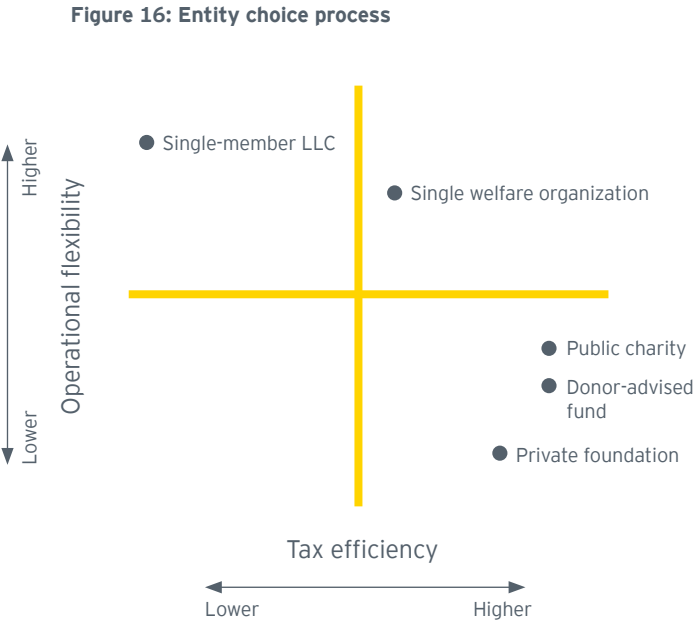 Figure 16: Entity choice process
Higher
Operational flexibility
Lower
Single-member LLC
Single welfare organization
Public charity
Donor-advised
fund
Private foundation
Tax efficiency
Lower
Higher